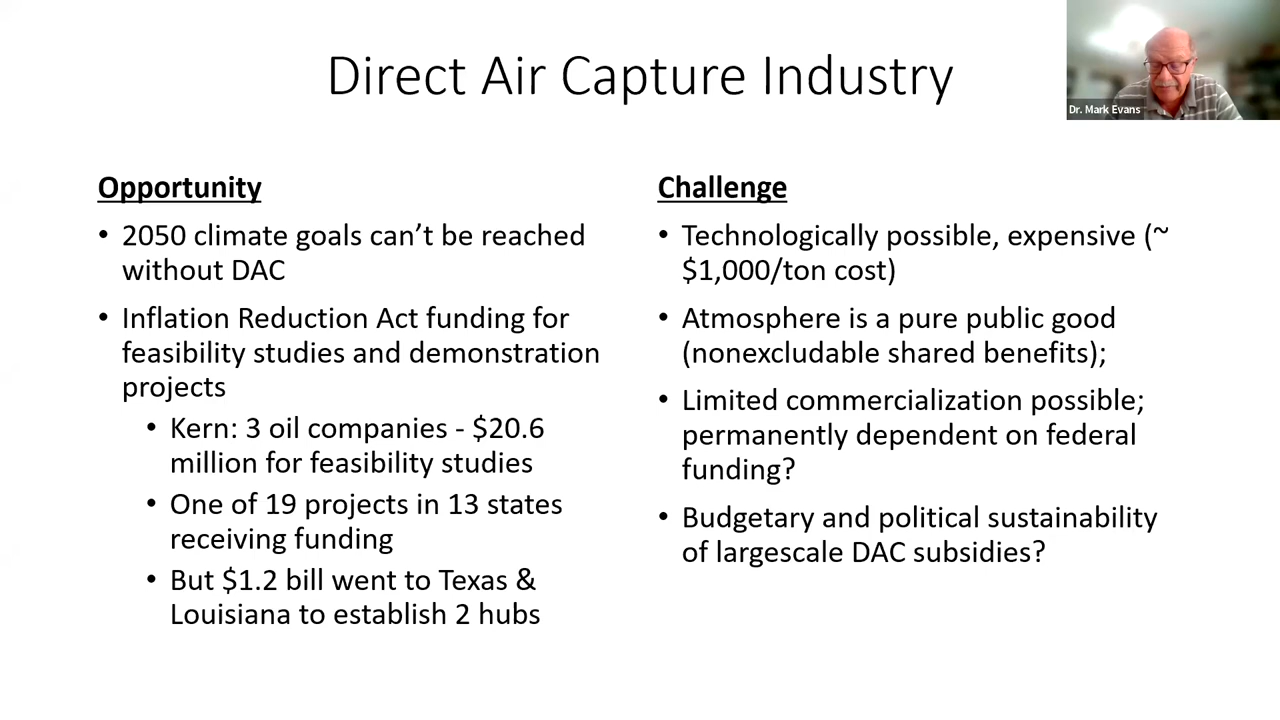 Direct Air Capture Industry
Dr. Mark Evans
Opportunity
• 2050 climate goals can't be reached
without DAC
• Inflation Reduction Act funding for
feasibility studies and demonstration
projects
• Kern: 3 oil companies - $20.6
million for feasibility studies
• One of 19 projects in 13 states
receiving funding
• But $1.2 bill went to Texas &
Louisiana to establish 2 hubs
Challenge
• Technologically possible, expensive (~
$1,000/ton cost)
• Atmosphere is a pure public good
(nonexcludable shared benefits);
• Limited commercialization possible;
permanently dependent on federal
funding?
• Budgetary and political sustainability
of largescale DAC subsidies?